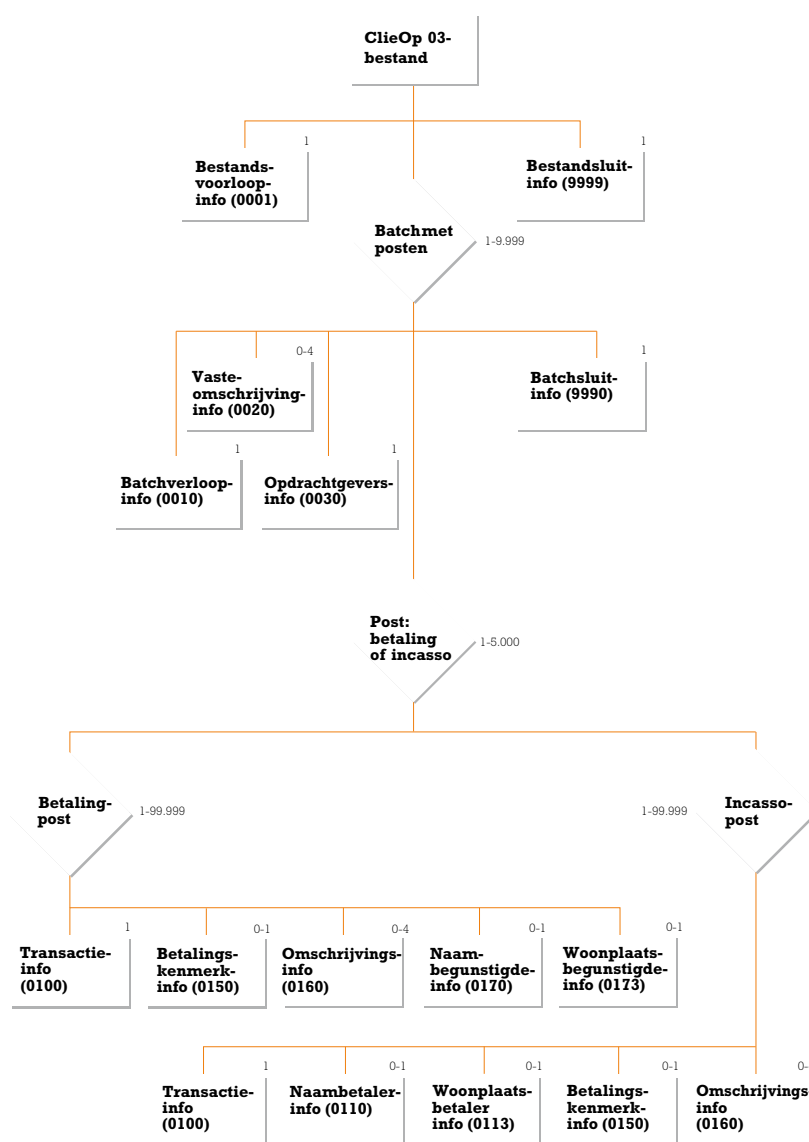 ClieOp 03-
bestand
1
1
Bestands-
voorloop-
info (0001)
Bestandsluit-
info (9999)
Batchmet
posten
1-9.999
0-4
1
Vaste-
omschrijving-
info (0020)
Batchsluit-
info (9990)
1
1
Batchverloop-
info (0010)
Opdrachtgevers-
info (0030)
Post:
betaling
of incasso
1-5.000
Betaling-
post
1-99.999
1-99.999
Incasso-
post
1
0-1
0-4
0-1
0-1
Transactie-
info
(0100)
Betalings-
kenmerk-
info (0150)
Omschrijvings-
info
(0160)
Naam-
begunstigde-
info (0170)
Woonplaats-
begunstigde-
info (0173)
1
0-1
0-1
0-1
0-
Transactie-
info
(0100)
Naambetaler-
info (0110)
Woonplaats-
betaler
info (0113)
Betalings-
kenmerk-
info (0150)
Omschrijvings-
info
(0160)